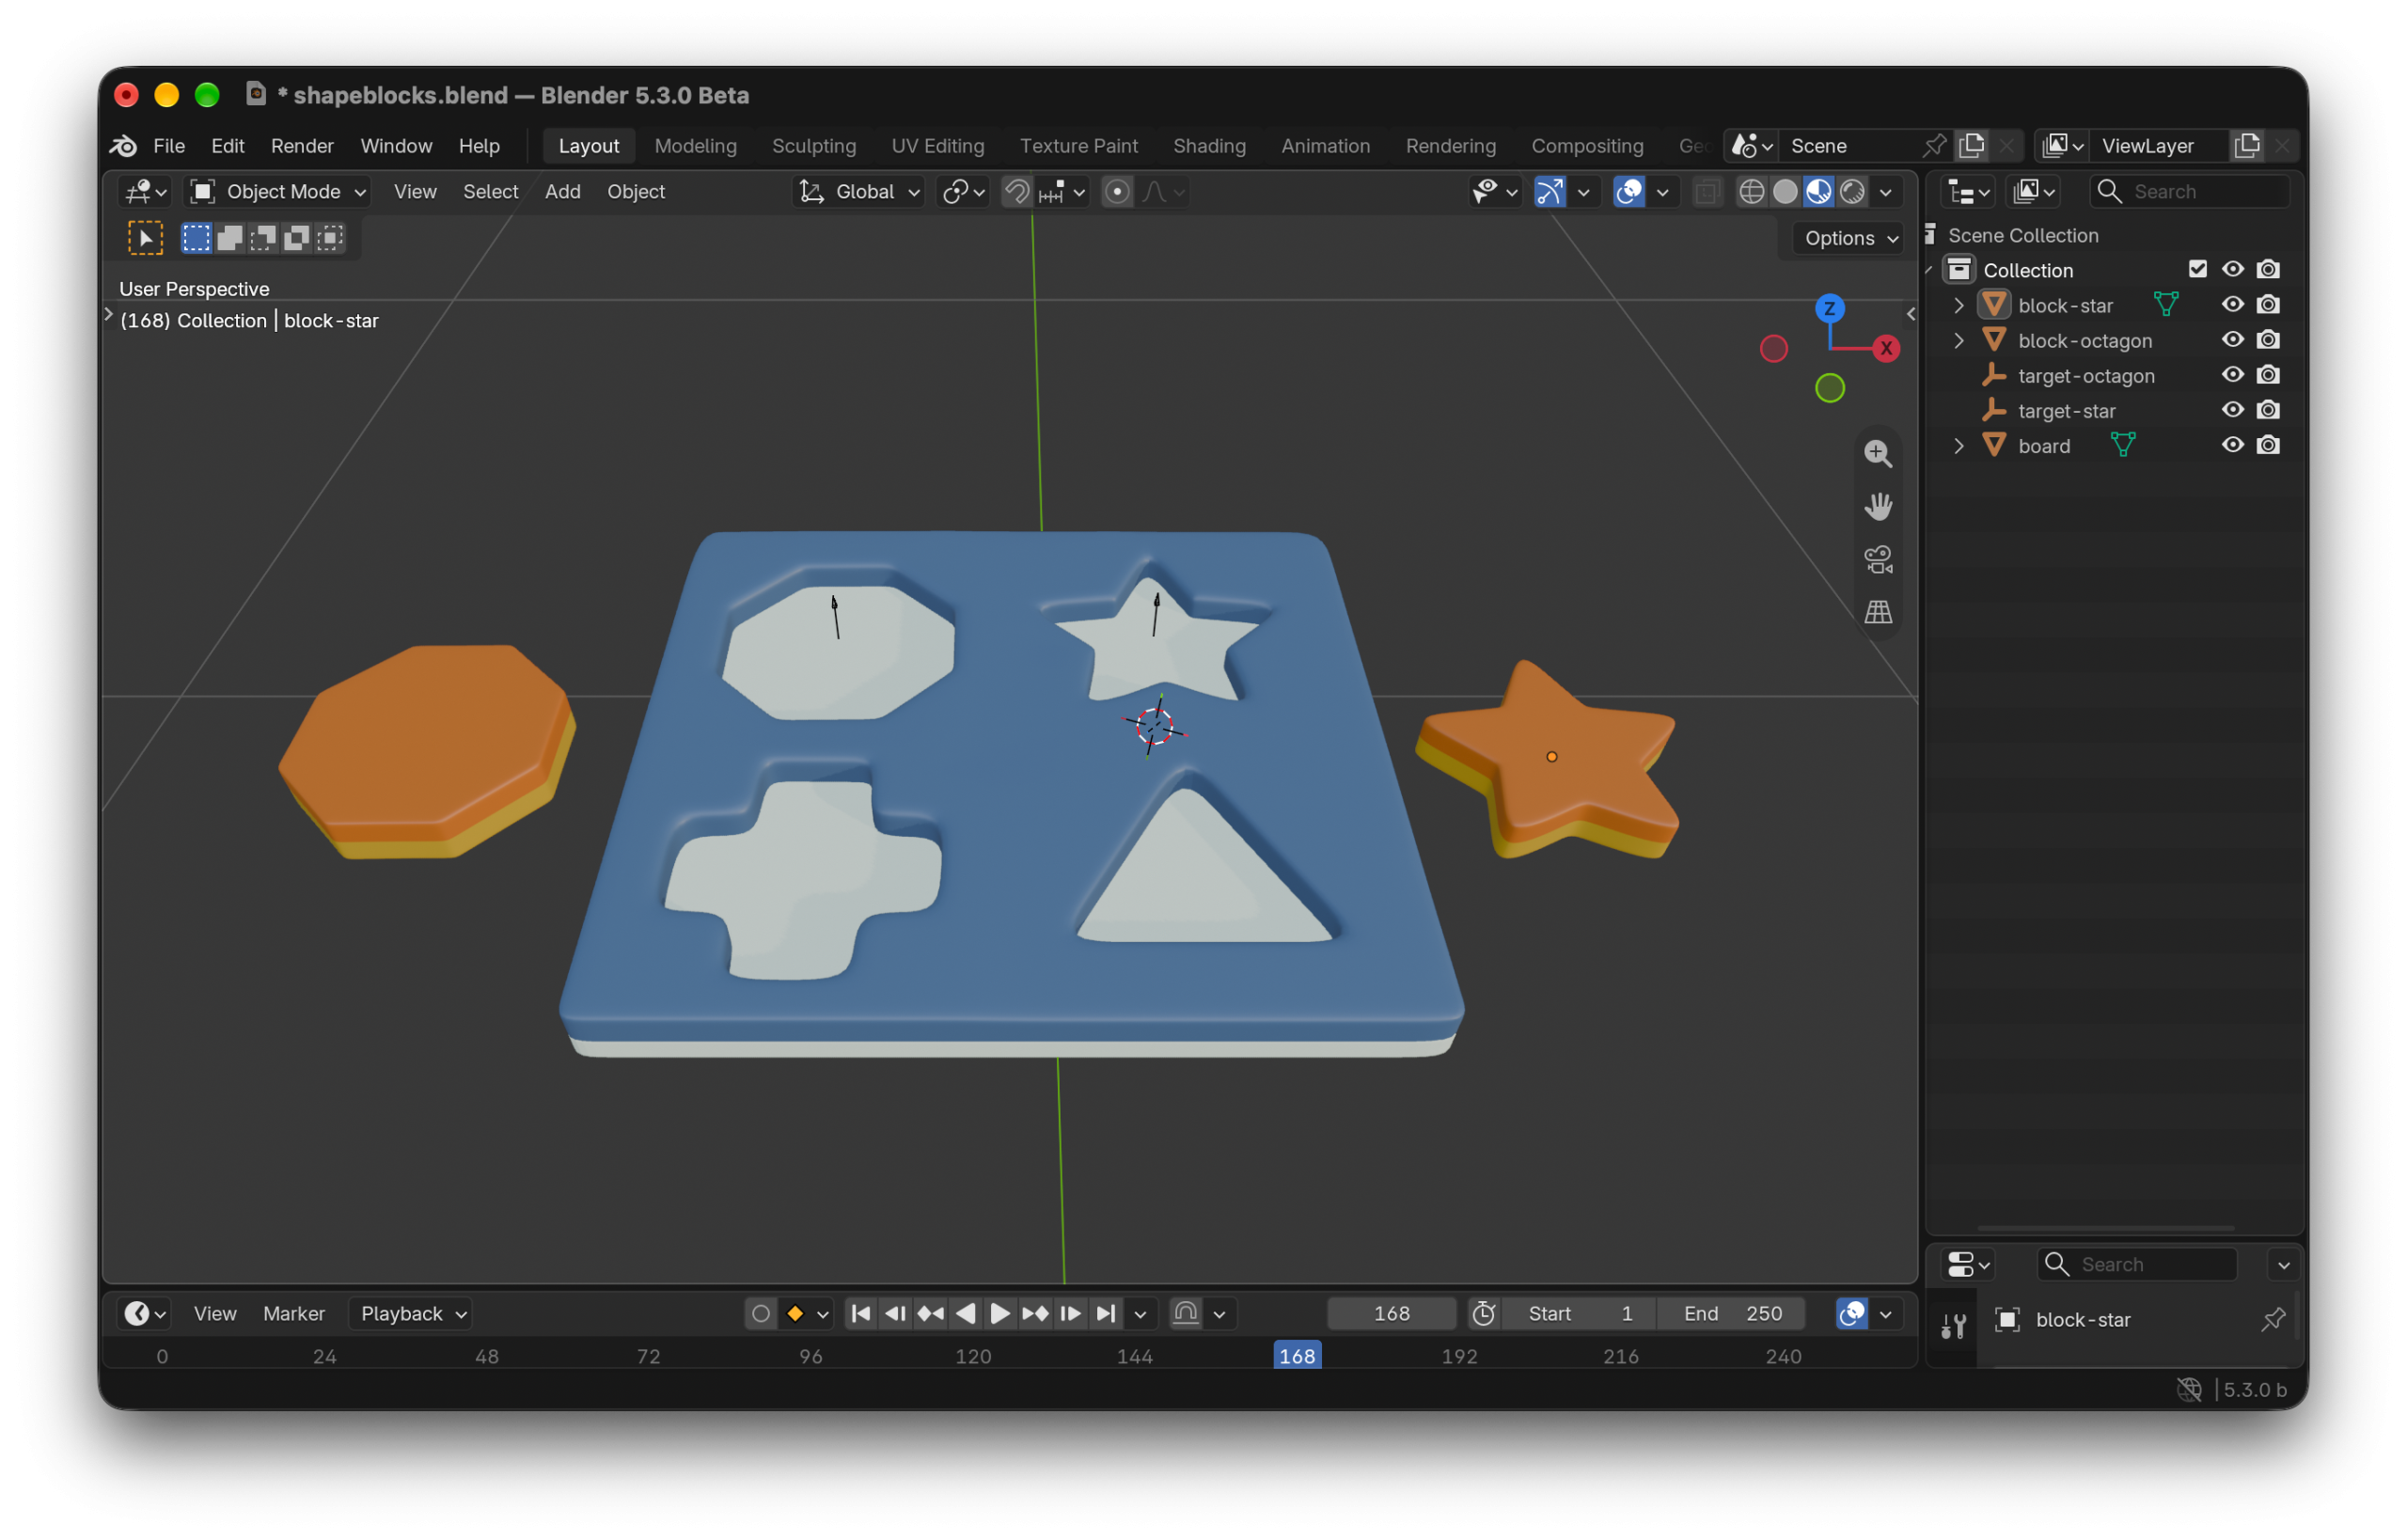 * shapeblocks.blend — Blender 5.3.0 Beta
File Edit Render Window Help Layout Modeling Sculpting UV Editing Texture Paint Shading Animation Rendering Compositing Scene ViewLayer
Object Mode View Select Add Object Global Search
Options
User Perspective
(168) Collection | block-star
Z
X
Scene Collection
Collection
block-star
block-octagon
target-octagon
target-star
board
Search
block-star
View Marker Playback 168 Start 1 End 250
0 24 48 72 96 120 144 168 192 216 240
5.3.0 b